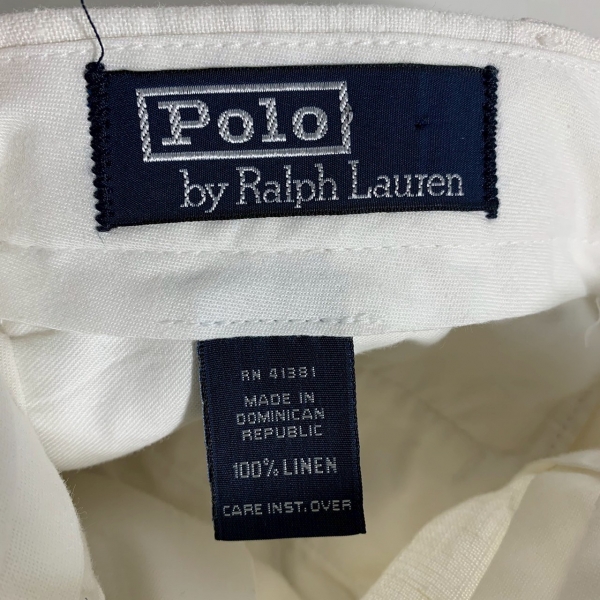 Polo
by Ralph Lauren
RN 41381
MADE IN
DOMINICAN
REPUBLIC
100% LINEN
CARE INST. OVER